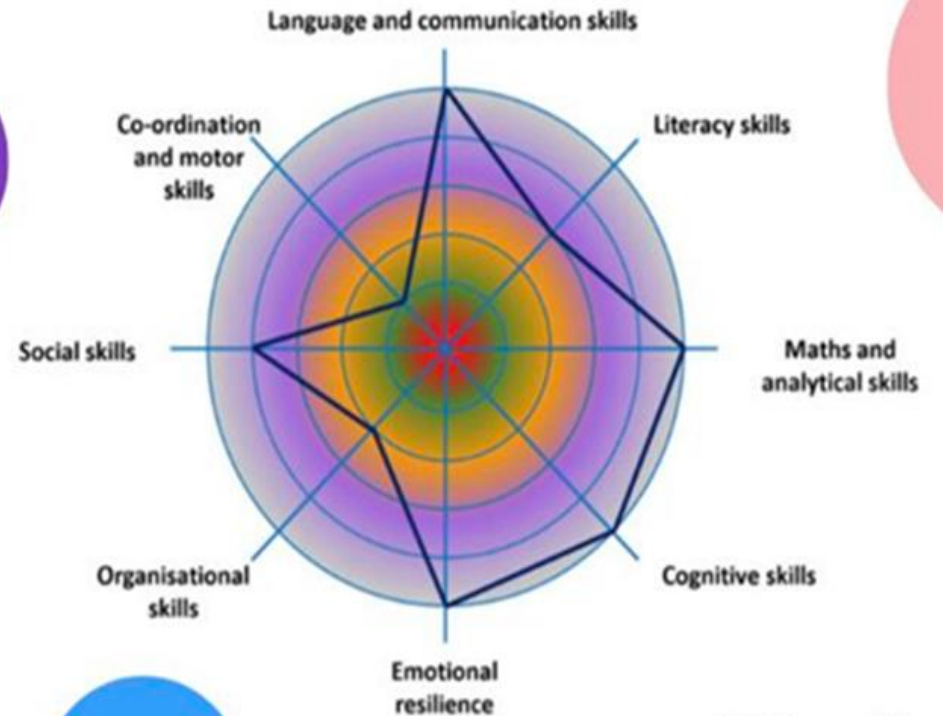 Language and communication skills
Co-ordination
and motor
skills
Literacy skills
Social skills
Maths and
analytical skills
Organisational
skills
Cognitive skills
Emotional
resilience